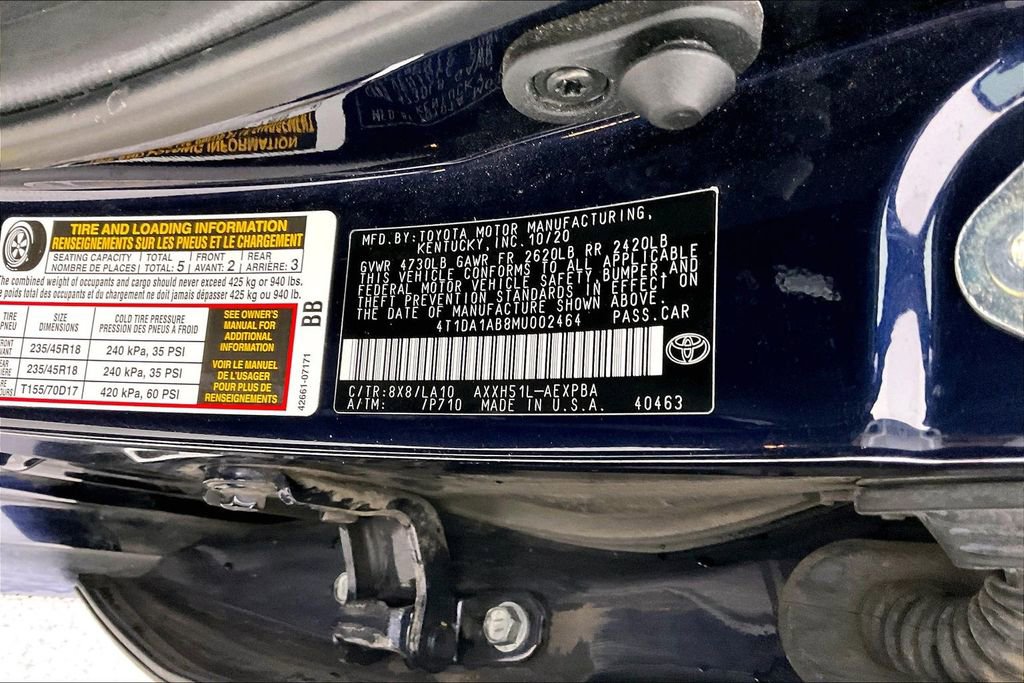 TIRE AND LOADING INFORMATION
RENSEIGNEMENTS SUR LES PNEUS ET LE CHARGEMENT
SEATING CAPACITY TOTAL FRONT REAR
NOMBRE DE PLACES TOTAL: 5 AVANT: 2 ARRIÈRE: 3
The combined weight of occupants and cargo should never exceed 425 kg or 940 lb.
poids total des occupants et du chargement ne doit jamais dépasser 425 kg ou 940 lb.
TIRE SIZE COLD TIRE PRESSURE
PNEU DIMENSIONS PRESSION DES PNEUS À FROID
235/45R18 240 kPa, 35 PSI
235/45R18 240 kPa, 35 PSI
T155/70D17 420 kPa, 60 PSI
SEE OWNER'S
MANUAL FOR
ADDITIONAL
INFORMATION
VOIR LE MANUEL
DE L'USAGER
POUR PLUS DE
RENSEIGNEMENTS
BB
42661-07171
MFD.BY:TOYOTA MOTOR MANUFACTURING,
KENTUCKY, INC.10/20
GVWR 4730LB GAWR FR 2620LB RR 2420LB
THIS VEHICLE CONFORMS TO ALL APPLICABLE
FEDERAL MOTOR VEHICLE SAFETY,BUMPER,AND
THEFT PREVENTION STANDARDS IN EFFECT ON
THE DATE OF MANUFACTURE SHOWN ABOVE.
4T1DA1AB8MU002464 PASS.CAR
C/TR:8X8/LA10 AXXH51L-AEXPBA
A/TM: /P710 MADE IN U.S.A. 40463